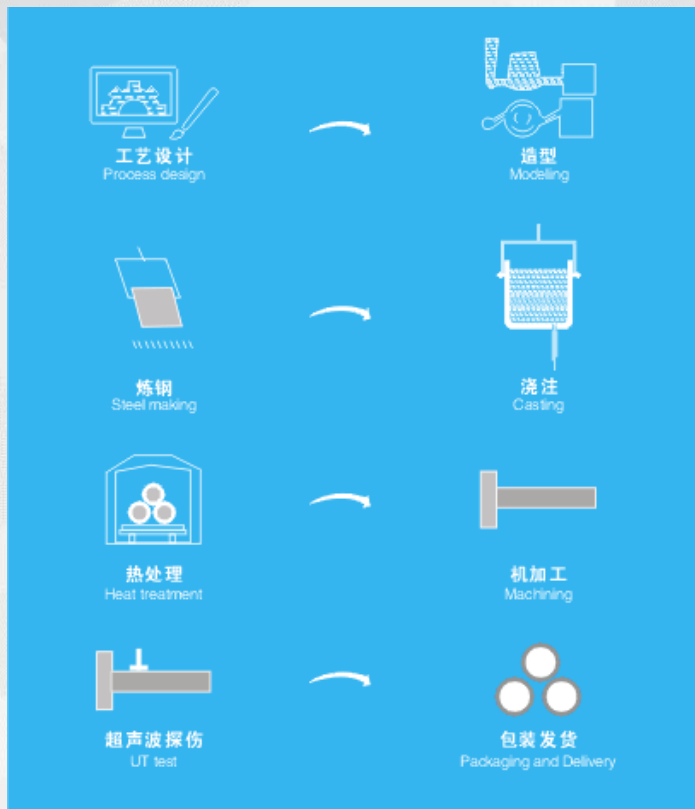 工艺设计
Process design
造型
Modeling
炼钢
Steel making
浇注
Casting
热处理
Heat treatment
机加工
Machining
超声波探伤
UT test
包装发货
Packaging and Delivery